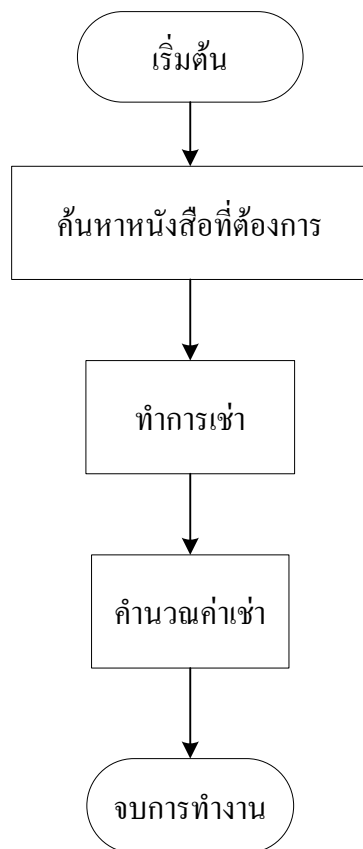 เริ่มต้น
ค้นหาหนังสือที่ต้องการ
ทำการเช่า
คำนวณค่าเช่า
จบการทำงาน